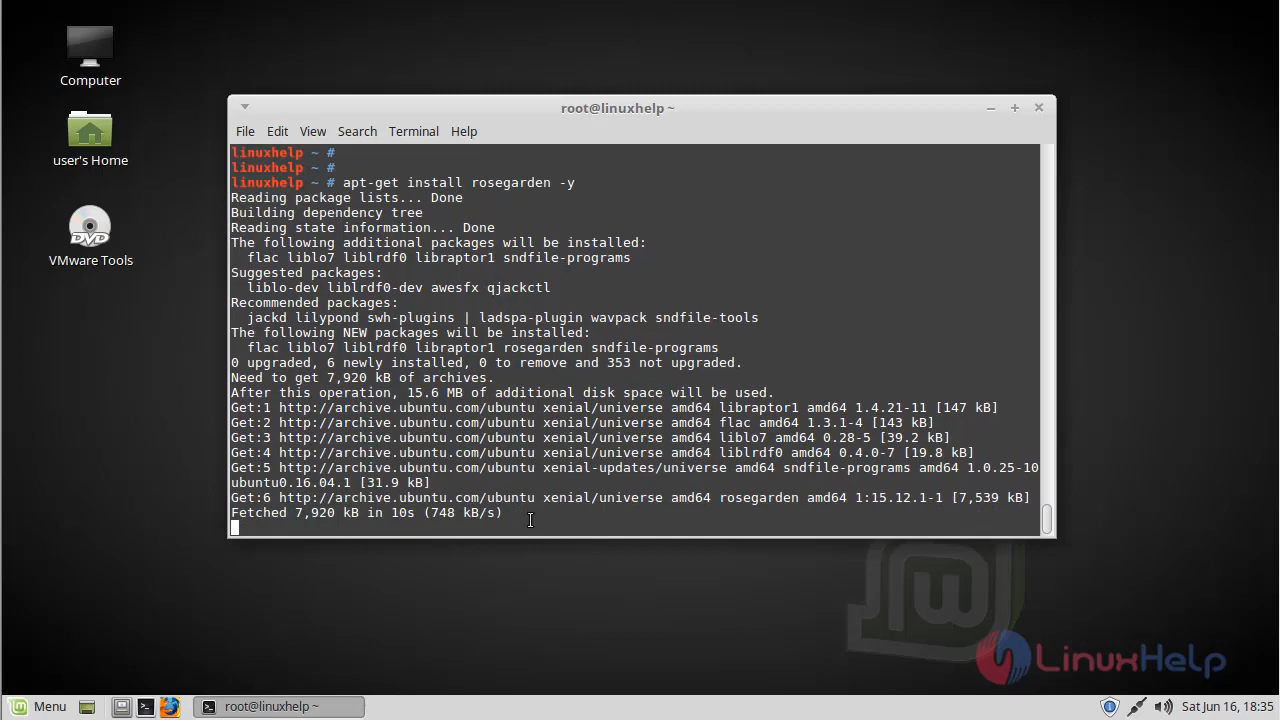 Computer
user's Home
DVD
VMware Tools
root@linuxhelp ~
File Edit View Search Terminal Help
linuxhelp ~ #
linuxhelp ~ #
linuxhelp ~ # apt-get install rosegarden -y
Reading package lists... Done
Building dependency tree
Reading state information... Done
The following additional packages will be installed:
flac liblo7 liblrdf0 libraptor1 sndfile-programs
Suggested packages:
liblo-dev liblrdf0-dev awesfx qjackctl
Recommended packages:
jackd lilypond swh-plugins | ladspa-plugin wavpack sndfile-tools
The following NEW packages will be installed:
flac liblo7 liblrdf0 libraptor1 rosegarden sndfile-programs
0 upgraded, 6 newly installed, 0 to remove and 353 not upgraded.
Need to get 7,920 kB of archives.
After this operation, 15.6 MB of additional disk space will be used.
Get:1 http://archive.ubuntu.com/ubuntu xenial/universe amd64 libraptor1 amd64 1.4.21-11 [147 kB]
Get:2 http://archive.ubuntu.com/ubuntu xenial/universe amd64 flac amd64 1.3.1-4 [143 kB]
Get:3 http://archive.ubuntu.com/ubuntu xenial/universe amd64 liblo7 amd64 0.28-5 [39.2 kB]
Get:4 http://archive.ubuntu.com/ubuntu xenial/universe amd64 liblrdf0 amd64 0.4.0-7 [19.8 kB]
Get:5 http://archive.ubuntu.com/ubuntu xenial-updates/universe amd64 sndfile-programs amd64 1.0.25-10
ubuntu0.16.04.1 [31.9 kB]
Get:6 http://archive.ubuntu.com/ubuntu xenial/universe amd64 rosegarden amd64 1:15.12.1-1 [7,539 kB]
Fetched 7,920 kB in 10s (748 kB/s)
LinuxHelp
Menu
root@linuxhelp ~
Sat Jun 16, 18:35